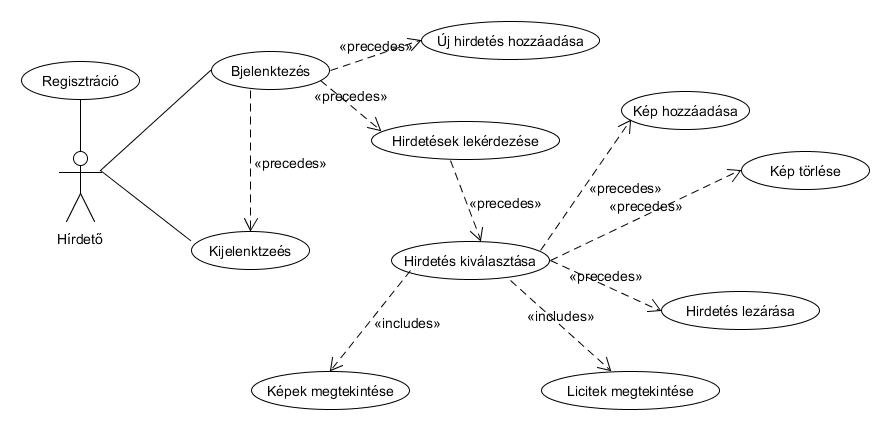 Új hirdetés hozzáadása
«precedes»
Bjelenktezés
Regisztráció
«precedes»
Kép hozzáadása
Hirdetések lekérdezése
«precedes»
Kép törlése
«precedes»
«precedes»
«precedes»
Hírdető
Kijelenktzeés
Hirdetés kiválasztása
«precedes»
Hirdetés lezárása
«includes»
«includes»
Képek megtekintése
Licitek megtekintése